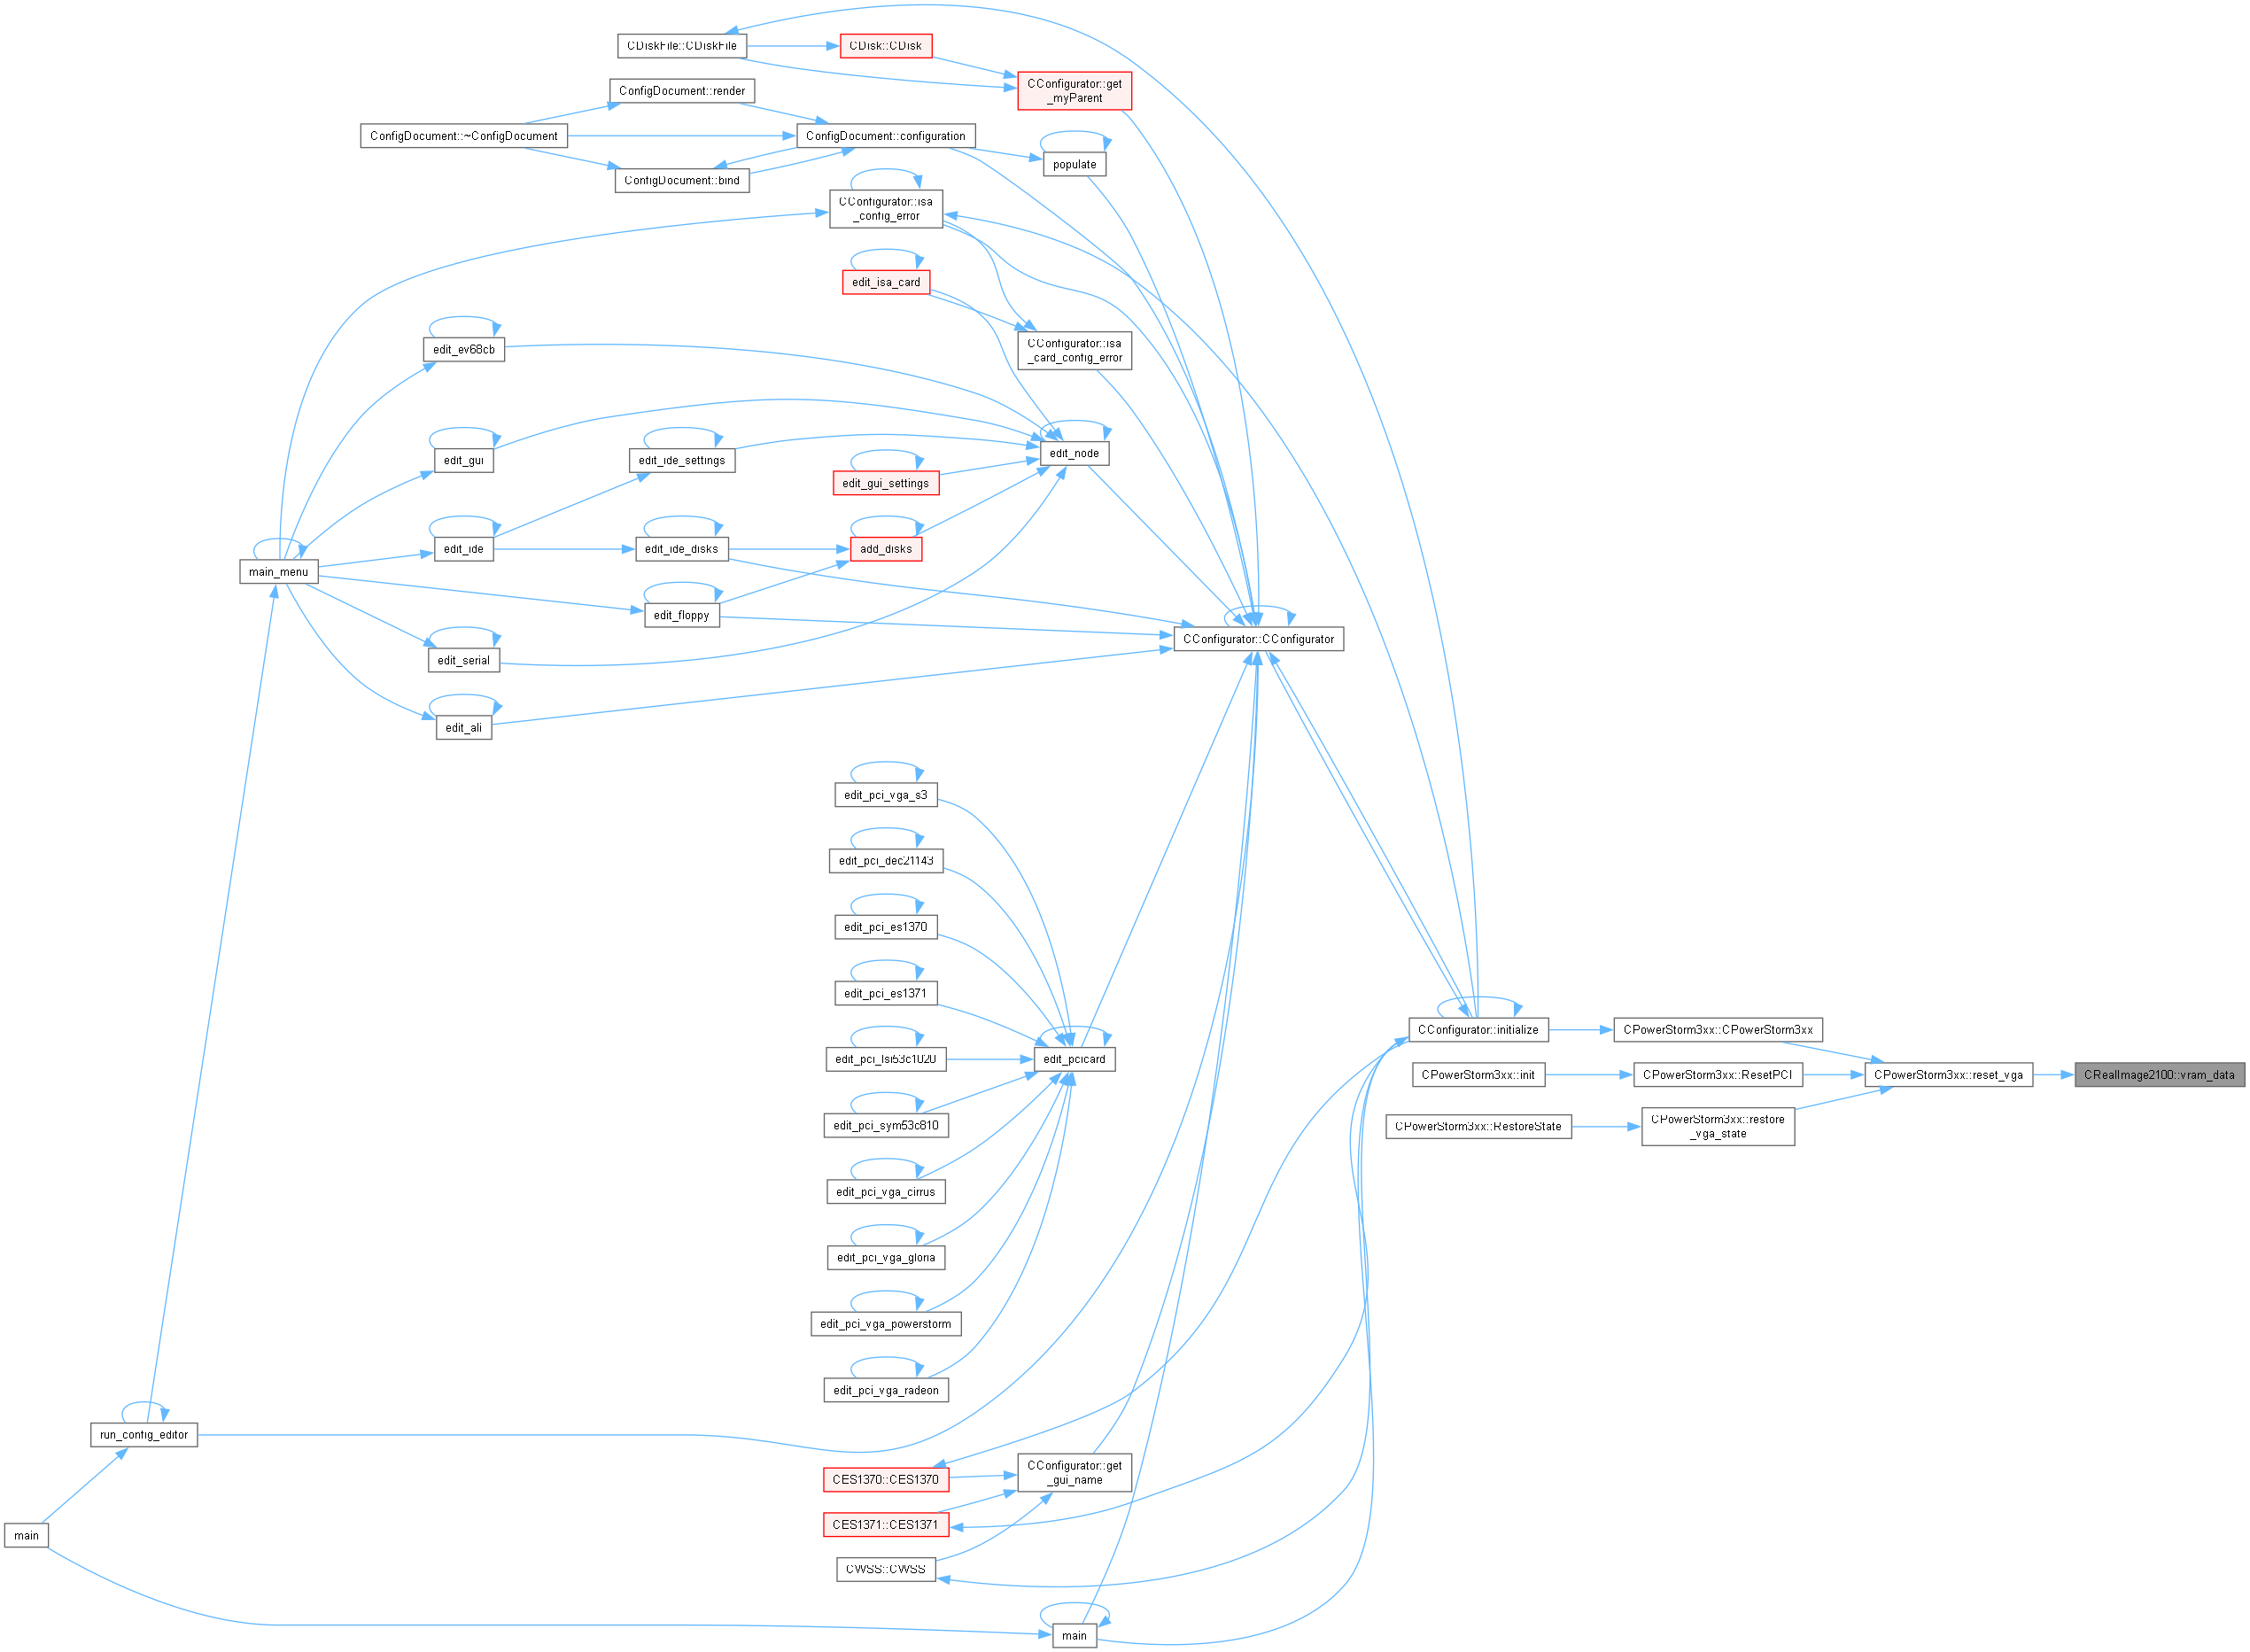 CDiskFile::CDiskFile
CDisk::CDisk
CConfigurator::get
_myParent
ConfigDocument::render
ConfigDocument::~ConfigDocument
ConfigDocument::configuration
populate
ConfigDocument::bind
CConfigurator::isa
_config_error
edit_isa_card
CConfigurator::isa
_card_config_error
edit_ev68cb
edit_gui
edit_ide_settings
edit_node
edit_gui_settings
edit_ide
edit_ide_disks
add_disks
main_menu
edit_floppy
CConfigurator::CConfigurator
edit_serial
edit_ali
edit_pci_vga_s3
edit_pci_dec21143
edit_pci_es1370
edit_pci_es1371
CConfigurator::initialize
CPowerStorm3xx::CPowerStorm3xx
edit_pci_lsi53c1020
edit_pcicard
CPowerStorm3xx::init
CPowerStorm3xx::ResetPCI
CPowerStorm3xx::reset_vga
CRealImage2100::vram_data
edit_pci_sym53c810
CPowerStorm3xx::RestoreState
CPowerStorm3xx::restore
_vga_state
edit_pci_vga_cirrus
edit_pci_vga_gloria
edit_pci_vga_powerstorm
edit_pci_vga_radeon
run_config_editor
CES1370::CES1370
CConfigurator::get
_gui_name
CES1371::CES1371
main
CWSS::CWSS
main